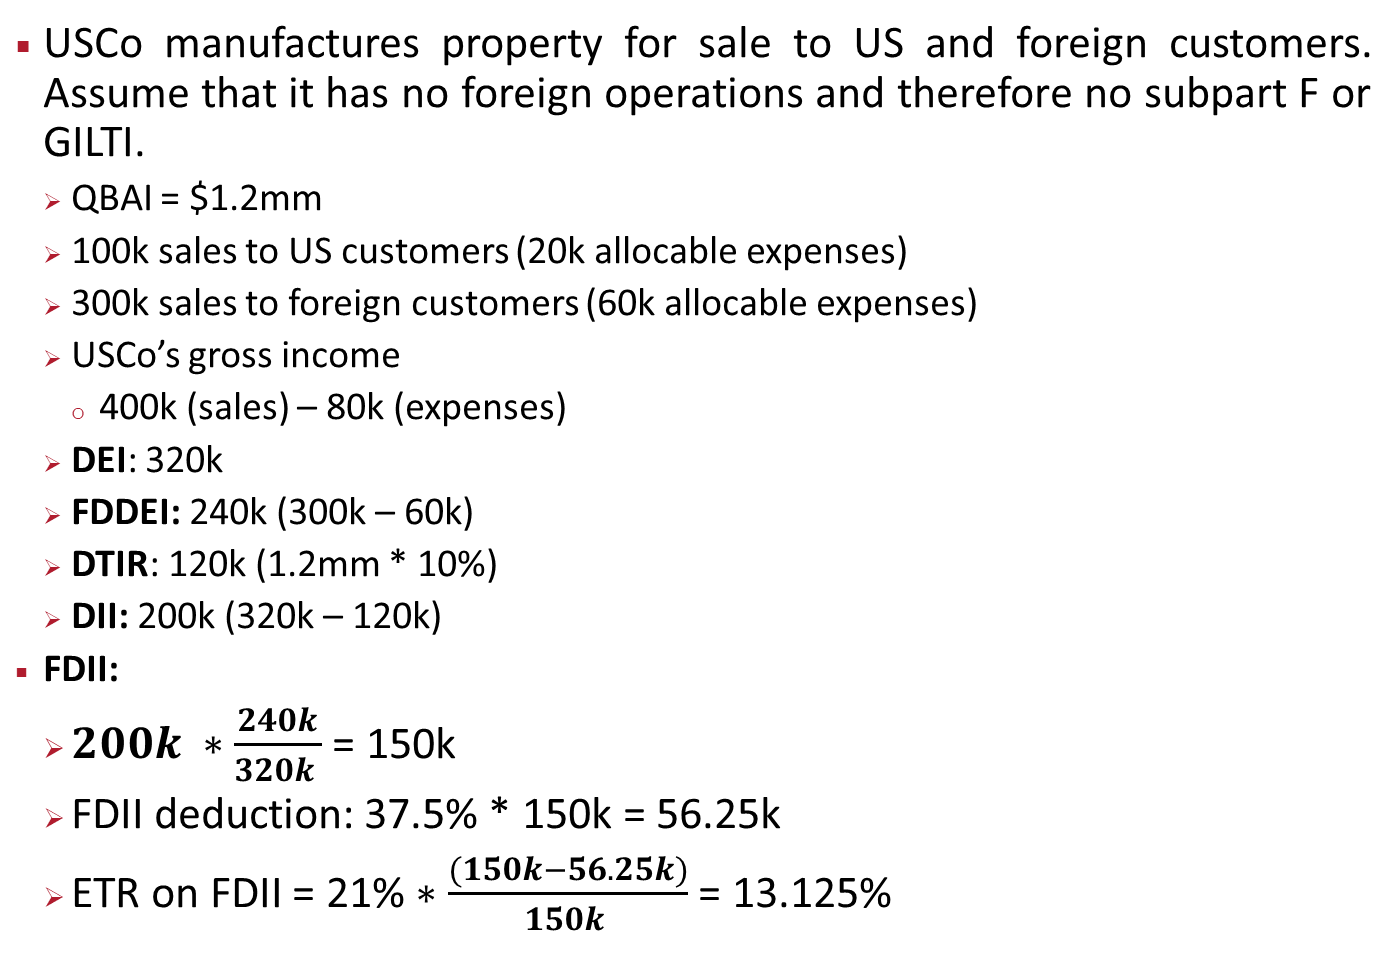 ▪ USCo manufactures property for sale to US and foreign customers.
Assume that it has no foreign operations and therefore no subpart F or
GILTI.
➢ QBAI = $1.2mm
➢ 100k sales to US customers (20k allocable expenses)
➢ 300k sales to foreign customers (60k allocable expenses)
➢ USCo’s gross income
○ 400k (sales) – 80k (expenses)
➢ DEI: 320k
➢ FDDEI: 240k (300k – 60k)
➢ DTIR: 120k (1.2mm * 10%)
➢ DII: 200k (320k – 120k)
▪ FDII:
➢ 200k * 240k/320k = 150k
➢ FDII deduction: 37.5% * 150k = 56.25k
➢ ETR on FDII = 21% * (150k−56.25k)/150k = 13.125%